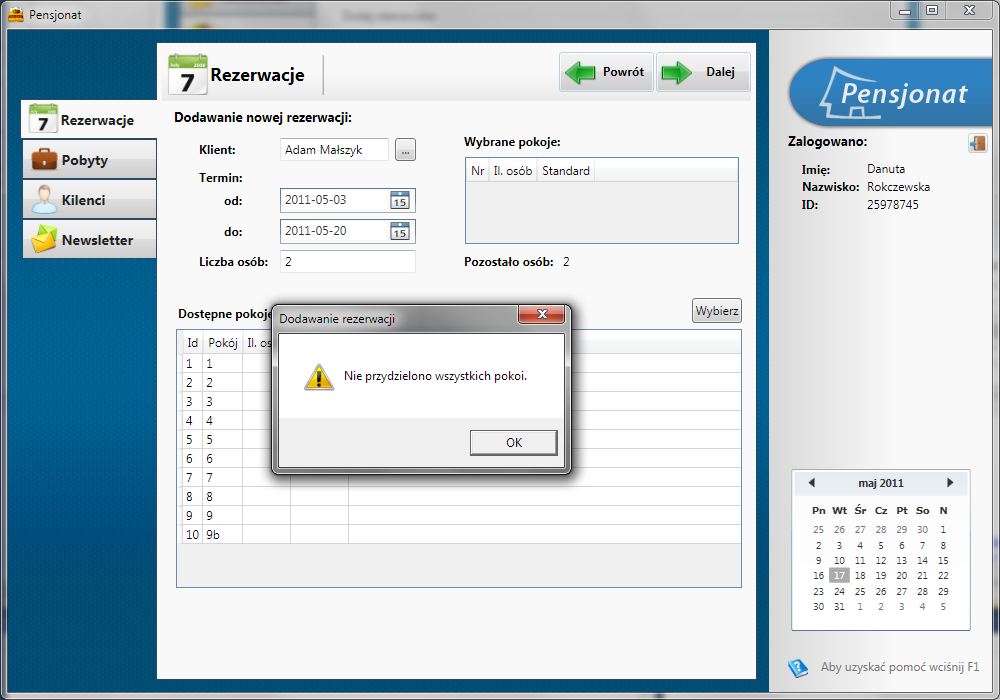 Pensjonat
July 7
Rezerwacje
Powrót
Dalej
Pensjonat
7 Rezerwacje
Pobyty
Kilenci
Newsletter
Dodawanie nowej rezerwacji:
Klient: Adam Małszyk ...
Termin:
od: 2011-05-03 15
do: 2011-05-20 15
Liczba osób: 2
Wybrane pokoje:
Nr Il. osób Standard
Pozostało osób: 2
Dostępne pokoje
Wybierz
Id Pokój Il. os
1 1
2 2
3 3
4 4
5 5
6 6
7 7
8 8
9 9
10 9b
Dodawanie rezerwacji
Nie przydzielono wszystkich pokoi.
OK
Zalogowano:
Imię: Danuta
Nazwisko: Rokczewska
ID: 25978745
maj 2011
Pn Wt Śr Cz Pt So N
25 26 27 28 29 30 1
2 3 4 5 6 7 8
9 10 11 12 13 14 15
16 17 18 19 20 21 22
23 24 25 26 27 28 29
30 31 1 2 3 4 5
Aby uzyskać pomoc wciśnij F1